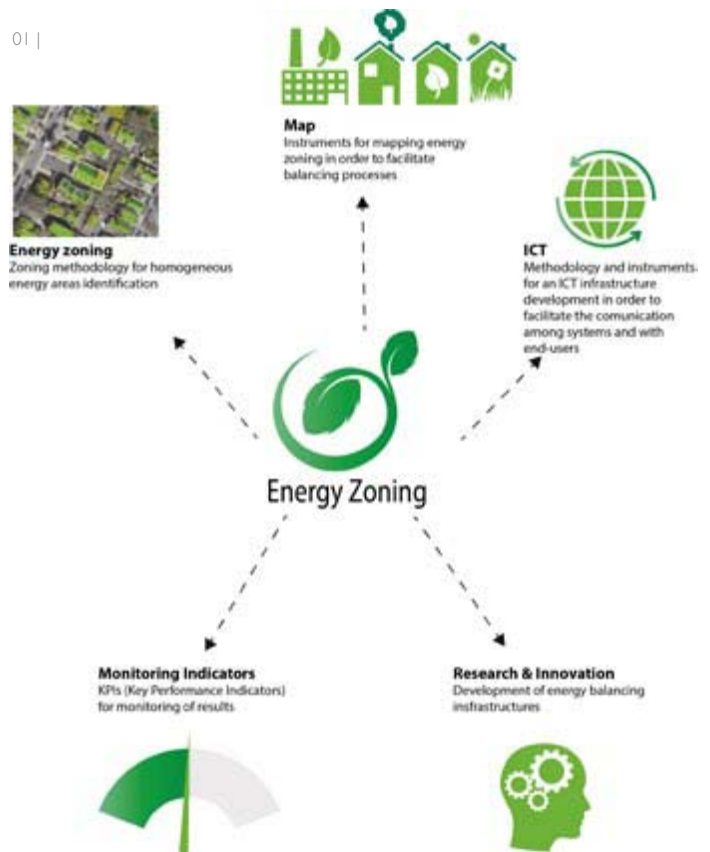 01 |
Map
Instruments for mapping energy
zoning in order to facilitate
balancing processes
Energy zoning
Zoning methodology for homogeneous
energy areas identification
ICT
Methodology and instruments
for an ICT infrastructure
development in order to
facilitate the comunication
among systems and with
end-users
Energy Zoning
Monitoring Indicators
KPIs (Key Performance Indicators)
for monitoring of results
Research & Innovation
Development of energy balancing
insfrastructures